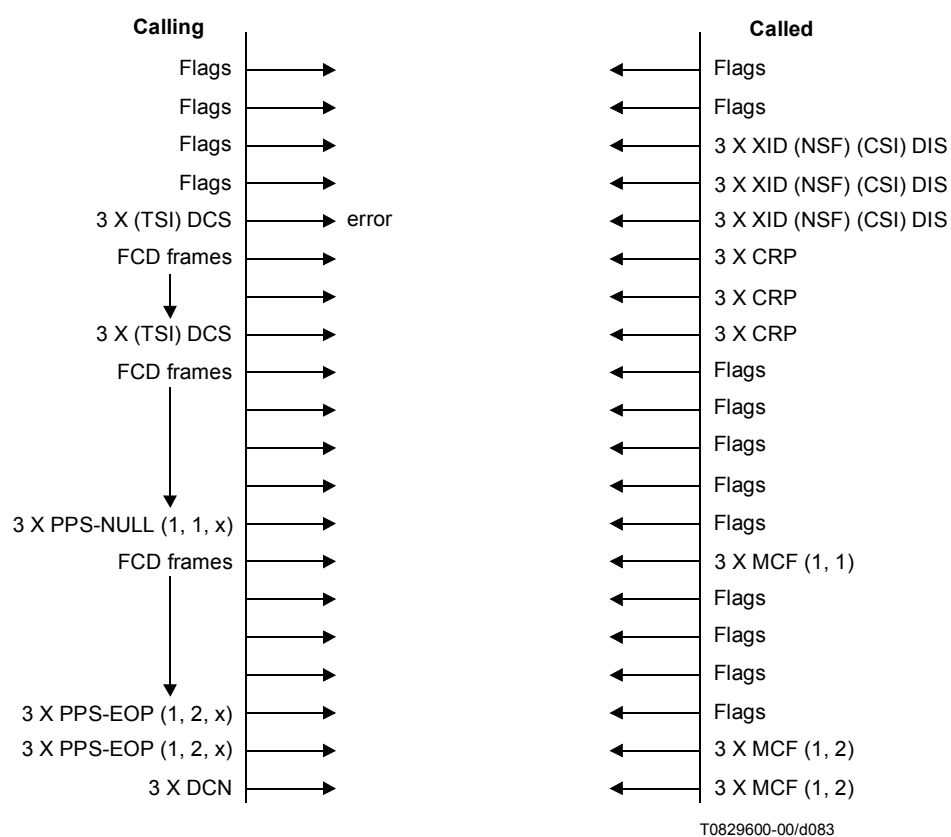 Calling Called
Flags Flags
Flags Flags
Flags 3 X XID (NSF) (CSI) DIS
Flags 3 X XID (NSF) (CSI) DIS
3 X (TSI) DCS error 3 X XID (NSF) (CSI) DIS
FCD frames 3 X CRP
3 X CRP
3 X (TSI) DCS 3 X CRP
FCD frames Flags
Flags
Flags
Flags
3 X PPS-NULL (1, 1, x) Flags
FCD frames 3 X MCF (1, 1)
Flags
Flags
Flags
3 X PPS-EOP (1, 2, x) Flags
3 X PPS-EOP (1, 2, x) 3 X MCF (1, 2)
3 X DCN 3 X MCF (1, 2)
T0829600-00/d083